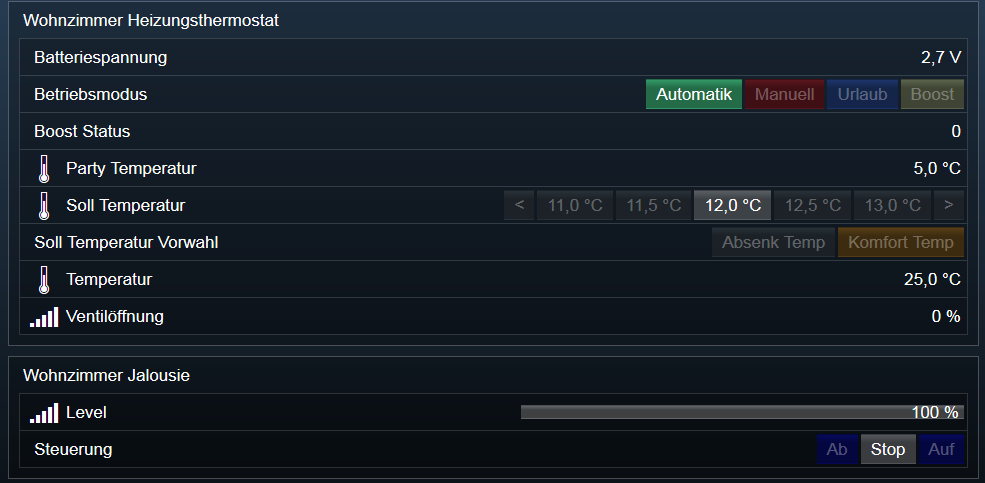 Wohnzimmer Heizungsthermostat
Batteriespannung 2,7 V
Betriebsmodus Automatik Manuell Urlaub Boost
Boost Status 0
Party Temperatur 5,0 °C
Soll Temperatur < 11,0 °C 11,5 °C 12,0 °C 12,5 °C 13,0 °C >
Soll Temperatur Vorwahl Absenk Temp Komfort Temp
Temperatur 25,0 °C
Ventilöffnung 0 %
Wohnzimmer Jalousie
Level 100 %
Steuerung Ab Stop Auf